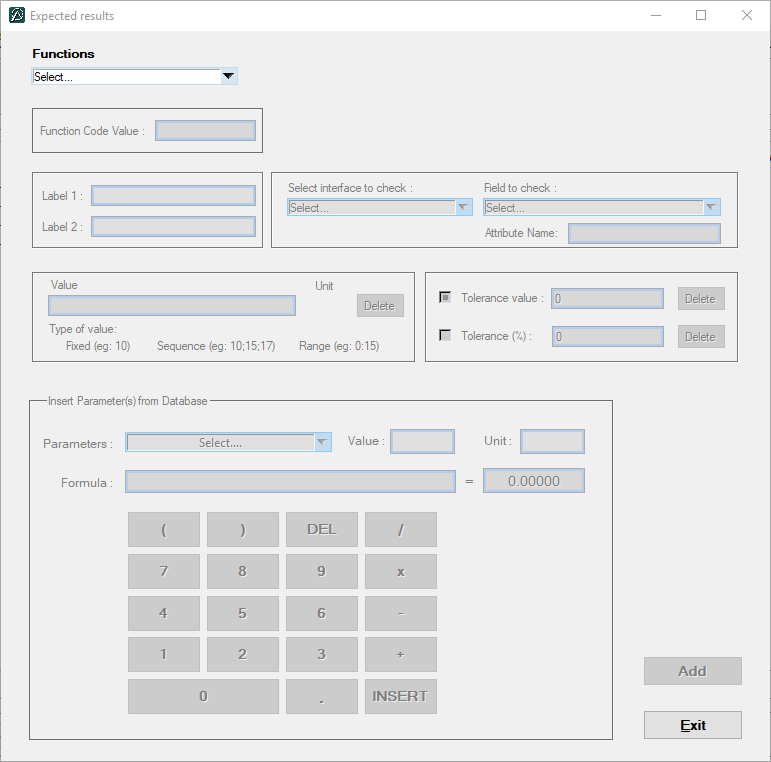 Expected results
Functions
Select...
Function Code Value :
Label 1 :
Label 2 :
Select interface to check :
Field to check :
Select...
Select...
Attribute Name:
Value
Unit
Delete
Type of value:
Fixed (eg: 10) Sequence (eg: 10;15;17) Range (eg: 0:15)
Tolerance value : 0 Delete
Tolerance (%) : 0 Delete
Insert Parameter(s) from Database
Parameters : Select.... Value : Unit :
Formula : = 0.00000
( ) DEL /
7 8 9 x
4 5 6 -
1 2 3 +
0 . INSERT
Add
Exit